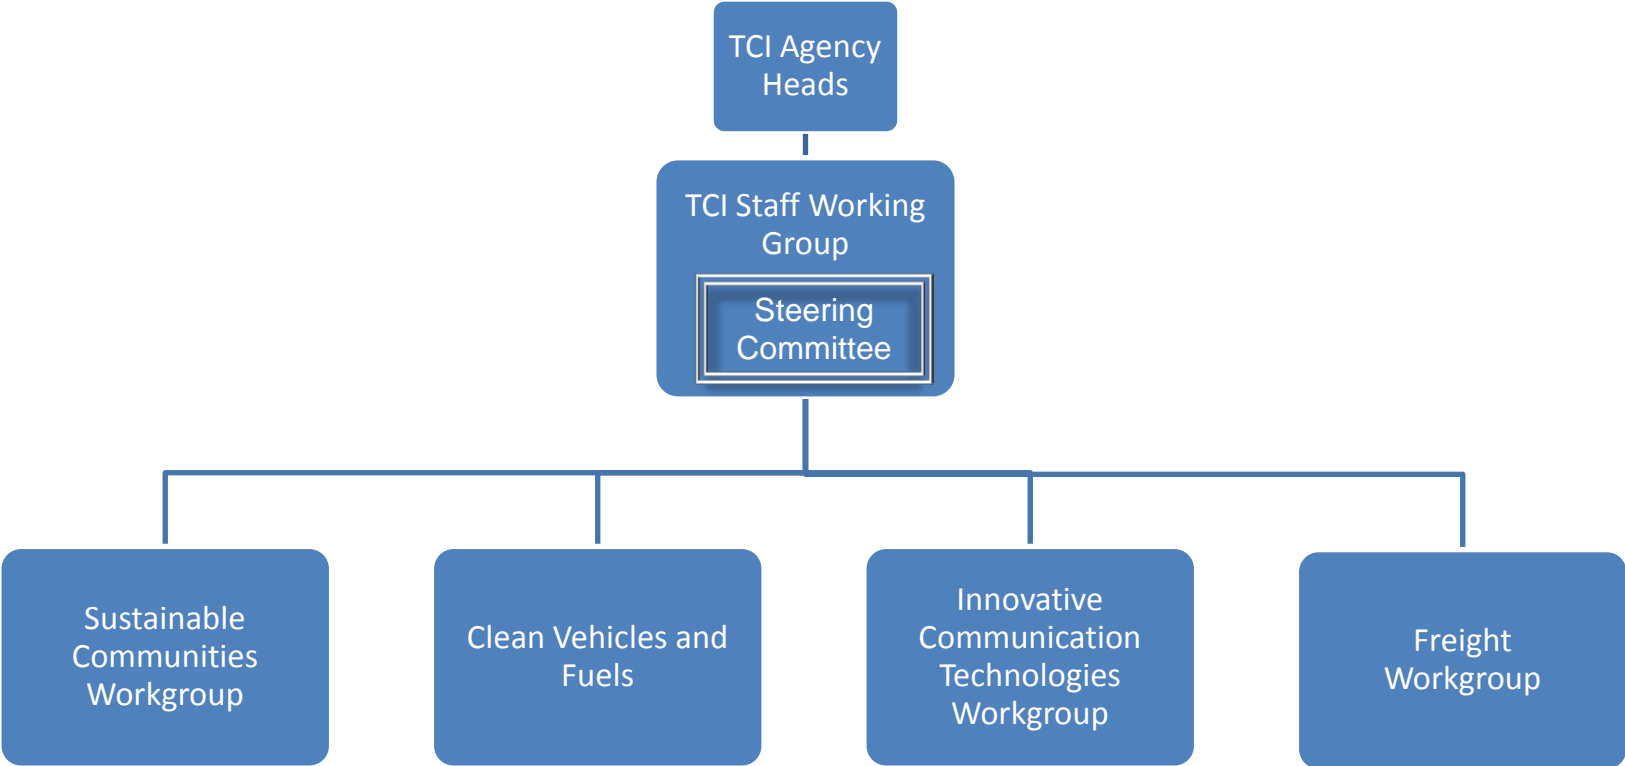 TCI Agency
Heads
TCI Staff Working
Group
Steering
Committee
Sustainable
Communities
Workgroup
Clean Vehicles and
Fuels
Innovative
Communication
Technologies
Workgroup
Freight
Workgroup